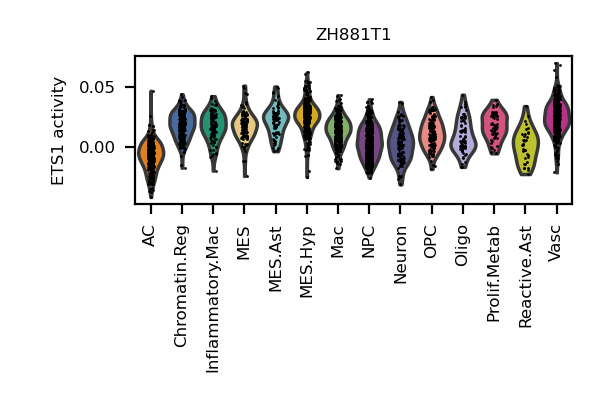 ZH881T1
ETS1 activity
0.05
0.00
AC
Chromatin.Reg
Inflammatory.Mac
MES
MES.Ast
MES.Hyp
Mac
NPC
Neuron
OPC
Oligo
Prolif.Metab
Reactive.Ast
Vasc